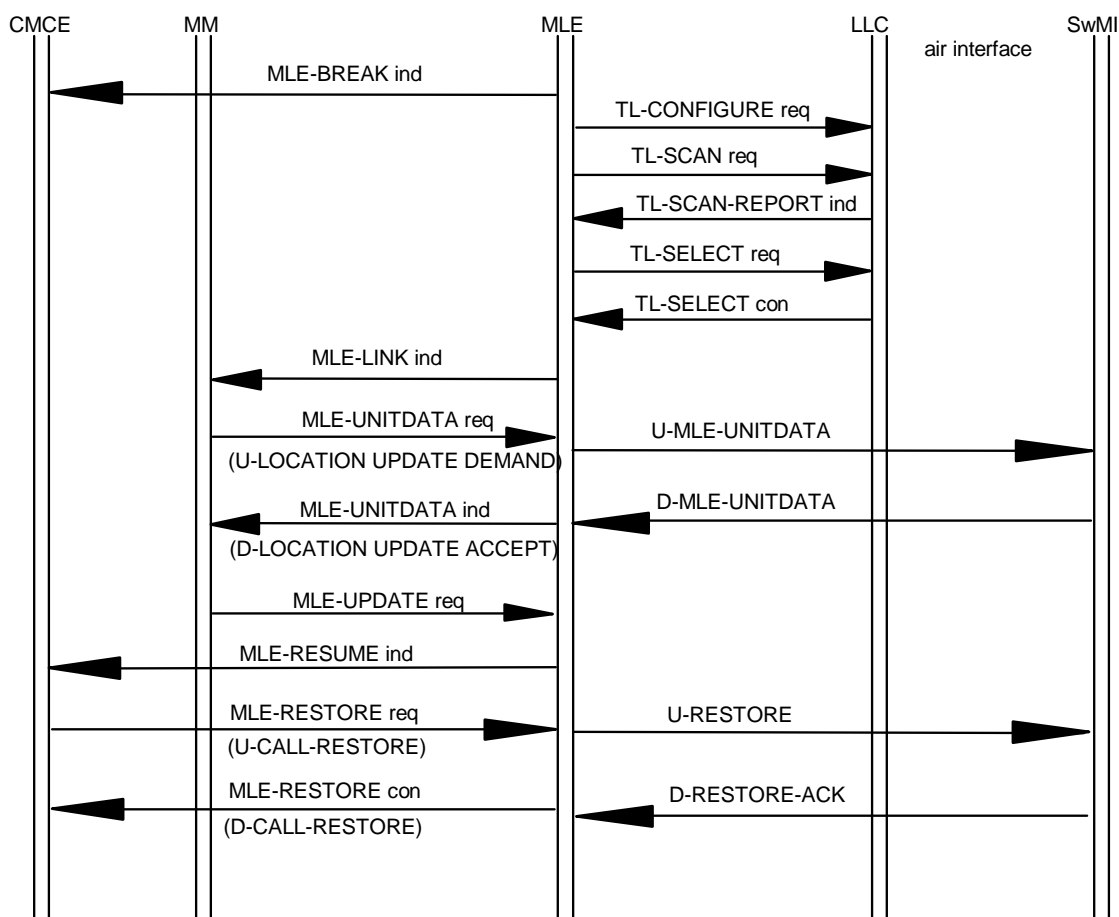 CMCE MM MLE LLC SwMI
air interface
MLE-BREAK ind
TL-CONFIGURE req
TL-SCAN req
TL-SCAN-REPORT ind
TL-SELECT req
TL-SELECT con
MLE-LINK ind
MLE-UNITDATA req
U-MLE-UNITDATA
(U-LOCATION UPDATE DEMAND)
MLE-UNITDATA ind
D-MLE-UNITDATA
(D-LOCATION UPDATE ACCEPT)
MLE-UPDATE req
MLE-RESUME ind
MLE-RESTORE req
U-RESTORE
(U-CALL-RESTORE)
MLE-RESTORE con
D-RESTORE-ACK
(D-CALL-RESTORE)